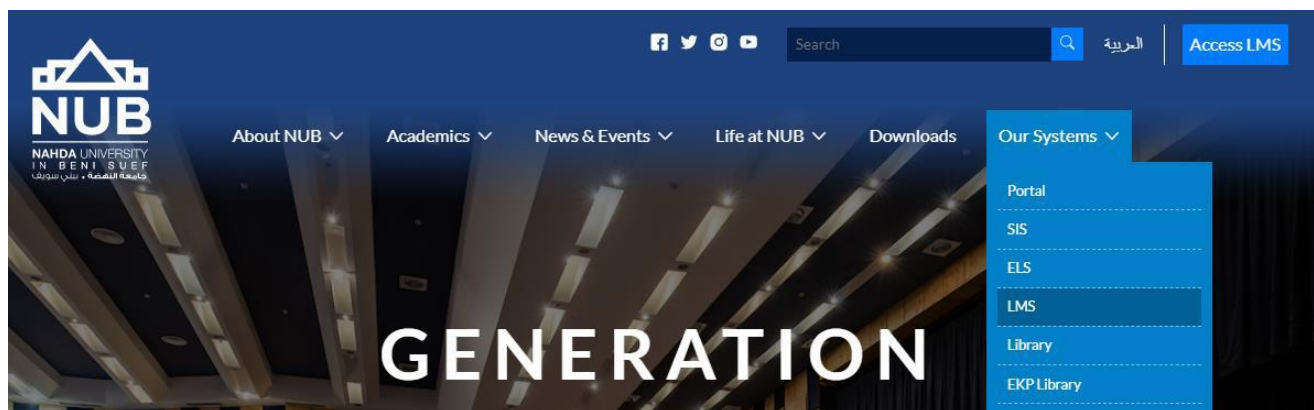 Search
العربية
Access LMS
NUB
NAHDA UNIVERSITY
IN BENI SUEF
جامعة النهضة ، بني سويف
About NUB
Academics
News & Events
Life at NUB
Downloads
Our Systems
Portal
SIS
ELS
LMS
Library
EKP Library
GENERATION